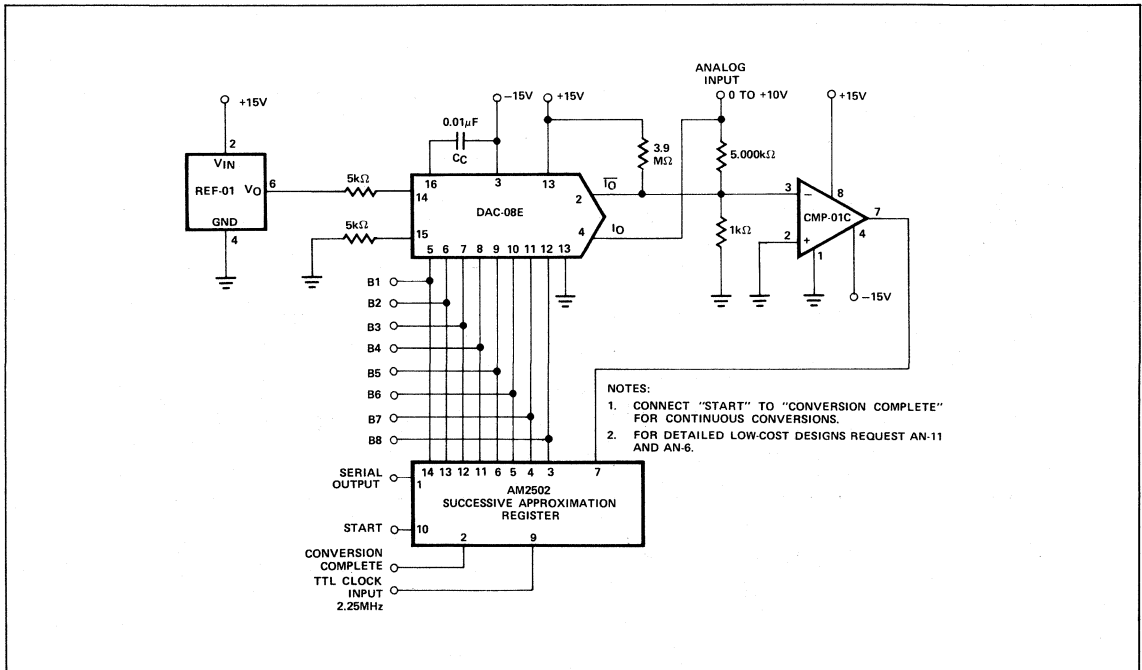 ANALOG
INPUT
0 TO +10V
+15V
-15V
+15V
+15V
0.01μF
CC
3.9
MΩ
5.000kΩ
2
VIN
REF-01 VO
6
GND
4
5kΩ
5kΩ
16
3
13
14
15
DAC-08E
2
IO
4
IO
3
-
8
CMP-01C
7
2
+
1
4
1kΩ
-15V
5 6 7 8 9 10 11 12 13
B1
B2
B3
B4
B5
B6
B7
B8
NOTES:
1. CONNECT "START" TO "CONVERSION COMPLETE"
FOR CONTINUOUS CONVERSIONS.
2. FOR DETAILED LOW-COST DESIGNS REQUEST AN-11
AND AN-6.
14 13 12 11 6 5 4 3 7
SERIAL
OUTPUT
1
AM2502
SUCCESSIVE APPROXIMATION
REGISTER
START
10
2
9
CONVERSION
COMPLETE
TTL CLOCK
INPUT
2.25MHz